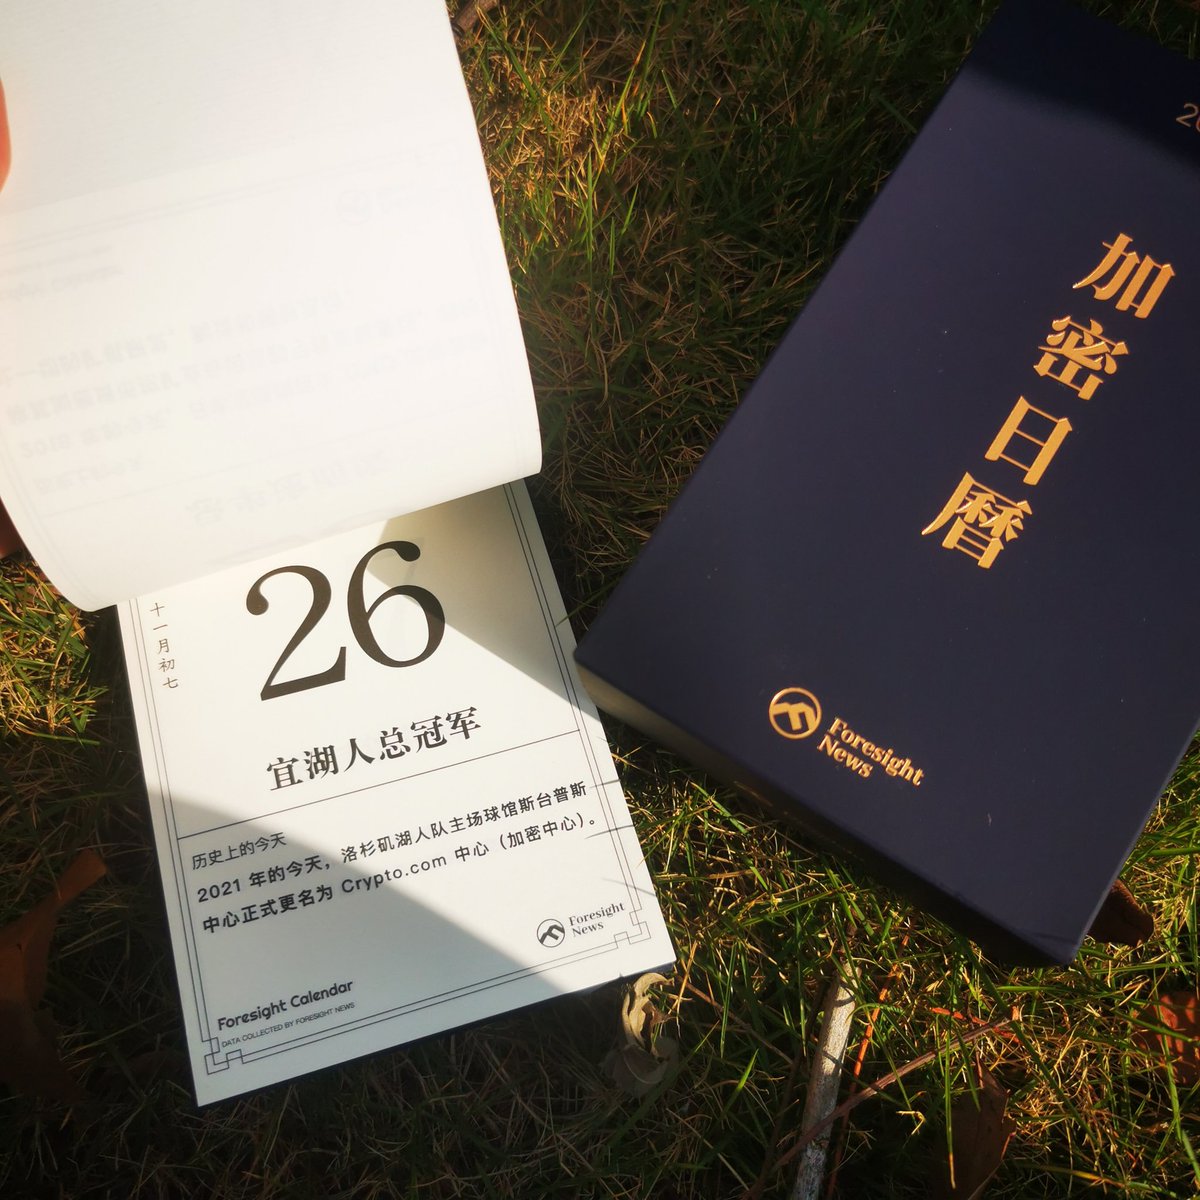 十一月初七
26
宜湖人总冠军
历史上的今天
2021 年的今天，洛杉矶湖人队主场球馆斯台普斯
中心正式更名为 Crypto.com 中心（加密中心）。
Foresight
News
Foresight Calendar
DATA COLLECTED BY FORESIGHT NEWS
加密日曆
Foresight
News